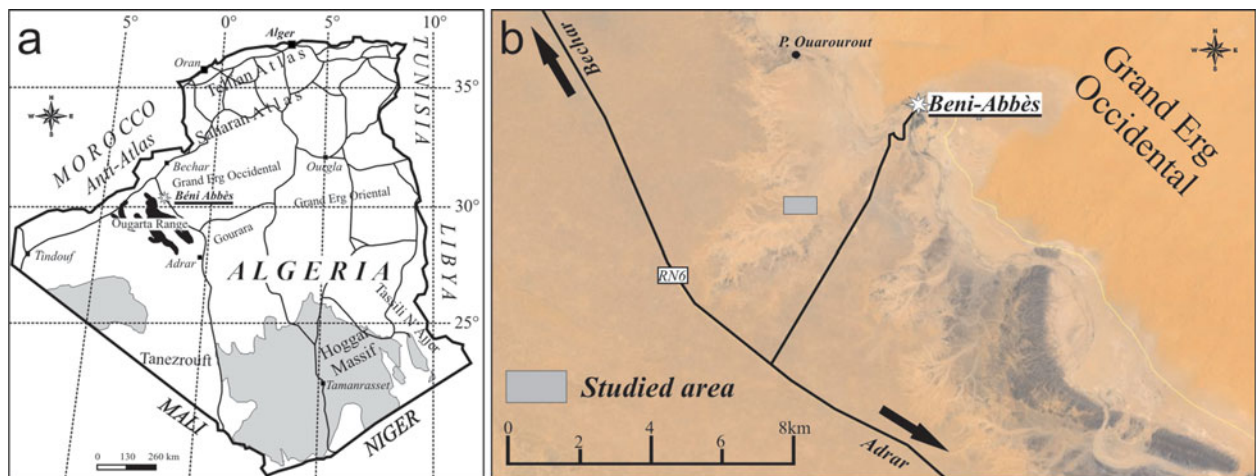 a
5°
0°
5°
10°
Alger
Oran
TUNISIA
35°
Tellian Atlas
Saharan Atlas
MOROCCO
Anti-Atlas
Bechar
Ourgla
Grand Erg Occidental
Béni Abbès
30°
Grand Erg Oriental
Ougarta Range
Gourara
Tindouf
Adrar
ALGERIA
LIBYA
Tassili N'Ajjer
25°
Tanezrouft
Hoggar
Massif
Tamanrasset
MALI
NIGER
0 130 260 km
N
W E
S
b
Bechar
P. Ouarourout
Beni-Abbès
Grand Erg
Occidental
N
W E
S
RN6
Studied area
0 2 4 6 8km
Adrar